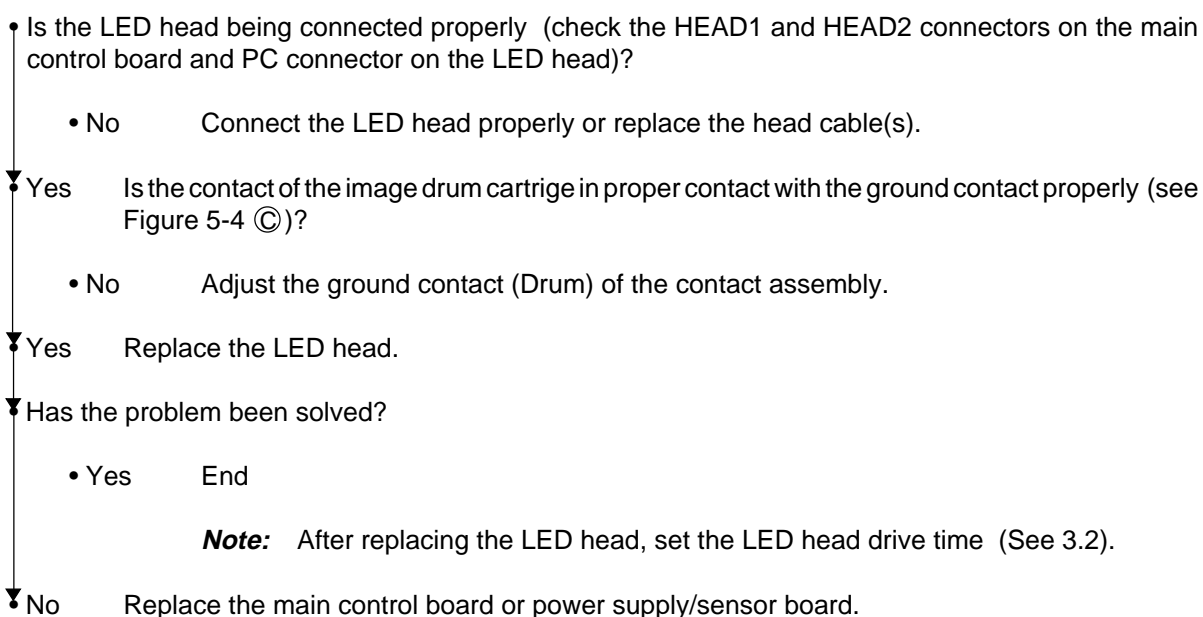 • Is the LED head being connected properly (check the HEAD1 and HEAD2 connectors on the main
control board and PC connector on the LED head)?
• No Connect the LED head properly or replace the head cable(s).
Yes Is the contact of the image drum cartrige in proper contact with the ground contact properly (see
Figure 5-4 Ⓒ)?
• No Adjust the ground contact (Drum) of the contact assembly.
Yes Replace the LED head.
Has the problem been solved?
• Yes End
Note: After replacing the LED head, set the LED head drive time (See 3.2).
No Replace the main control board or power supply/sensor board.